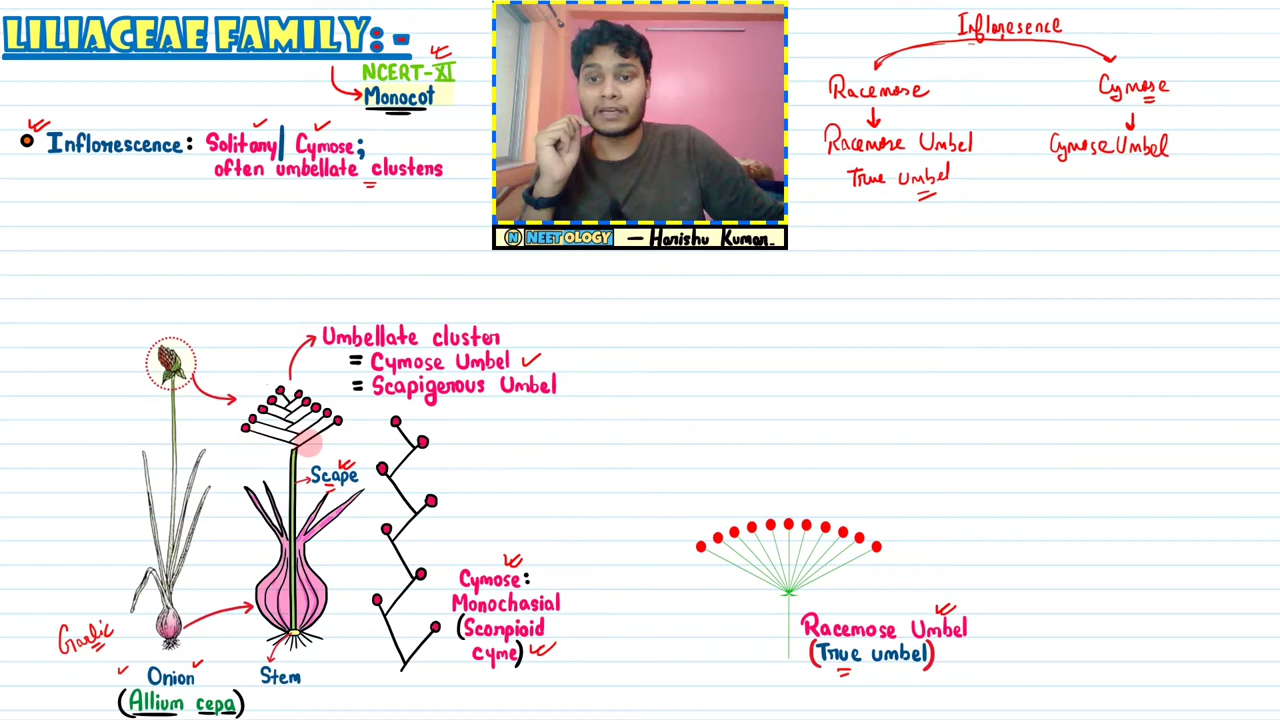 LILIACEAE FAMILY:-
NCERT-XI
Monocot
Inflorescence: Solitary| Cymose;
often umbellate clusters
N NEETOLOGY — Harishu Kumar
Infloresence
Racemose
Cymose
Racemose Umbel
Cymose Umbel
True umbel
Umbellate cluster
= Cymose Umbel
= Scapigerous Umbel
Scape
Cymose:
Monochasial
(Scorpioid
cyme)
Garlic
Onion
(Allium cepa)
Stem
Racemose Umbel
(True umbel)